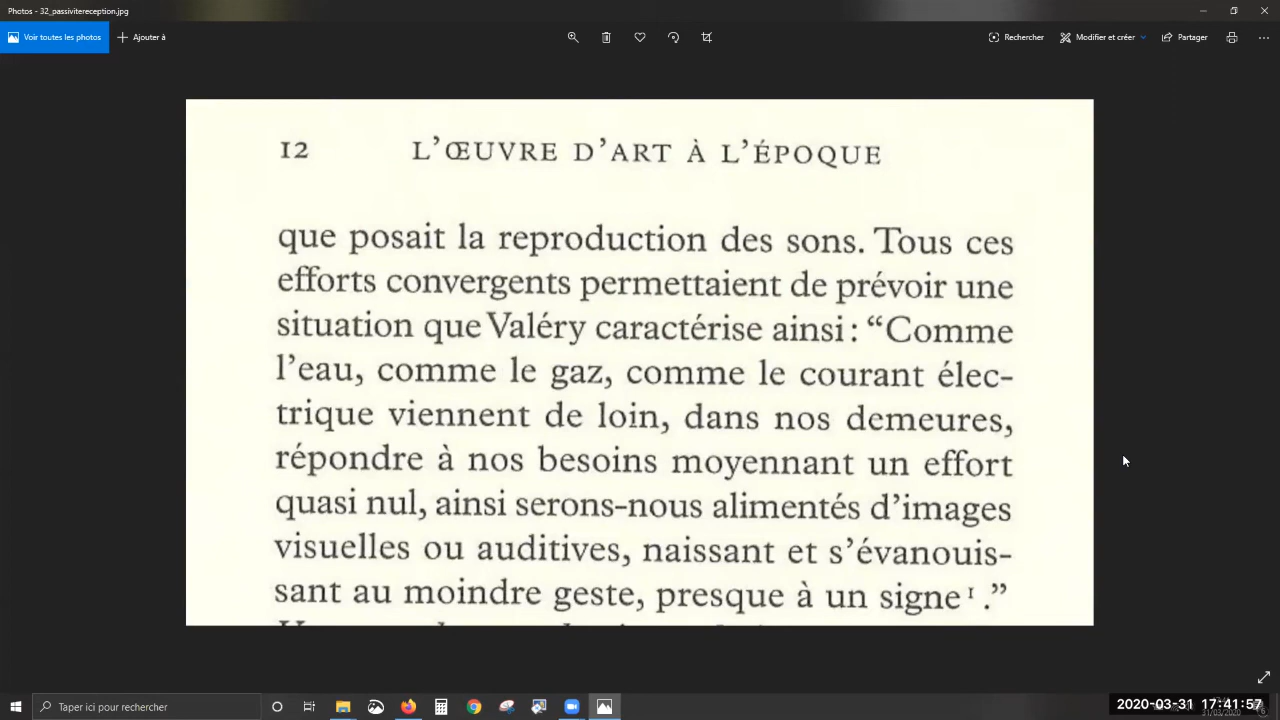 Photos - 32_passivitereception.jpg
Voir toutes les photos
Ajouter à
Rechercher
Modifier et créer
Partager
12 L’ŒUVRE D’ART À L’ÉPOQUE
que posait la reproduction des sons. Tous ces
efforts convergents permettaient de prévoir une
situation que Valéry caractérise ainsi : “Comme
l’eau, comme le gaz, comme le courant élec-
trique viennent de loin, dans nos demeures,
répondre à nos besoins moyennant un effort
quasi nul, ainsi serons-nous alimentés d’images
visuelles ou auditives, naissant et s’évanouis-
sant au moindre geste, presque à un signe¹.”
Taper ici pour rechercher
2020-03-31 17:41:57